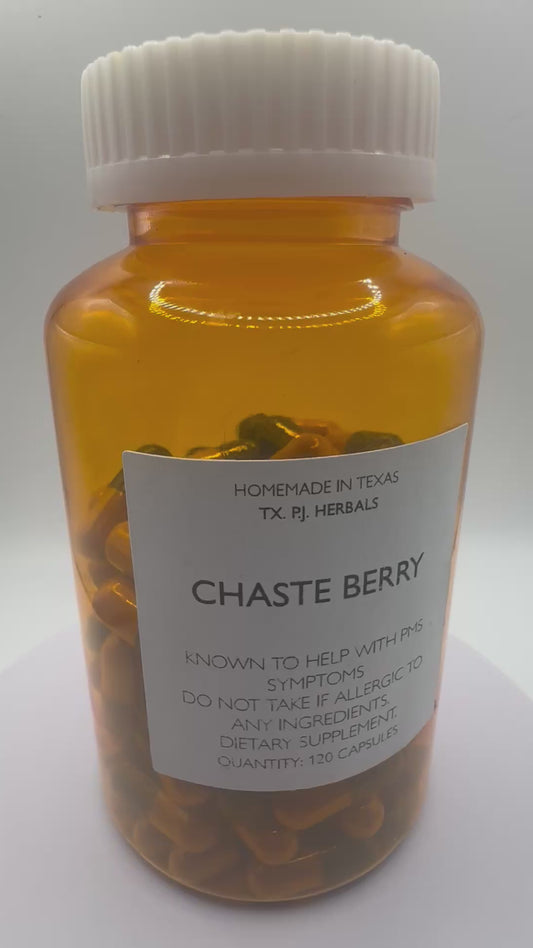 HOMEMADE IN TEXAS
TX. P.J. HERBALS
CHASTE BERRY
KNOWN TO HELP WITH PMS
SYMPTOMS
DO NOT TAKE IF ALLERGIC TO
ANY INGREDIENTS.
DIETARY SUPPLEMENT.
QUANTITY: 120 CAPSULES